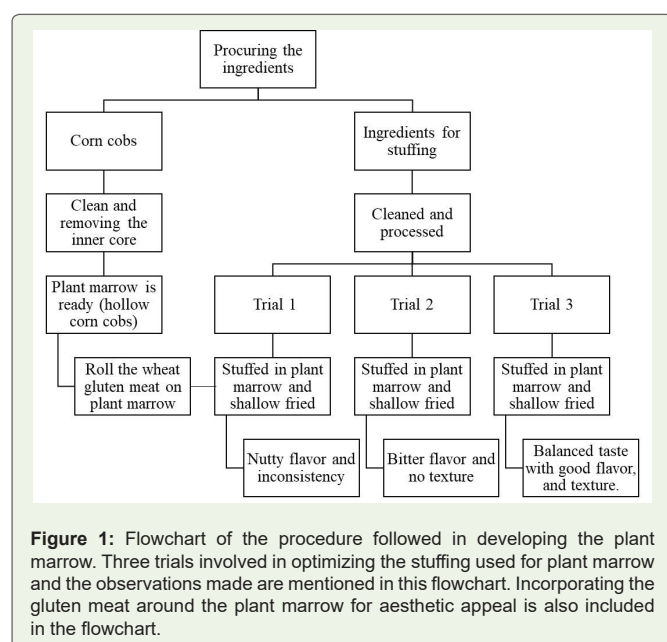 Procuring the
ingredients
Corn cobs
Ingredients for
stuffing
Clean and
removing the
inner core
Cleaned and
processed
Plant marrow is
ready (hollow
corn cobs)
Trial 1
Trial 2
Trial 3
Roll the wheat
gluten meat on
plant marrow
Stuffed in plant
marrow and
shallow fried
Stuffed in plant
marrow and
shallow fried
Stuffed in plant
marrow and
shallow fried
Nutty flavor and
inconsistency
Bitter flavor and
no texture
Balanced taste
with good flavor,
and texture.
Figure 1: Flowchart of the procedure followed in developing the plant
marrow. Three trials involved in optimizing the stuffing used for plant marrow
and the observations made are mentioned in this flowchart. Incorporating the
gluten meat around the plant marrow for aesthetic appeal is also included
in the flowchart.